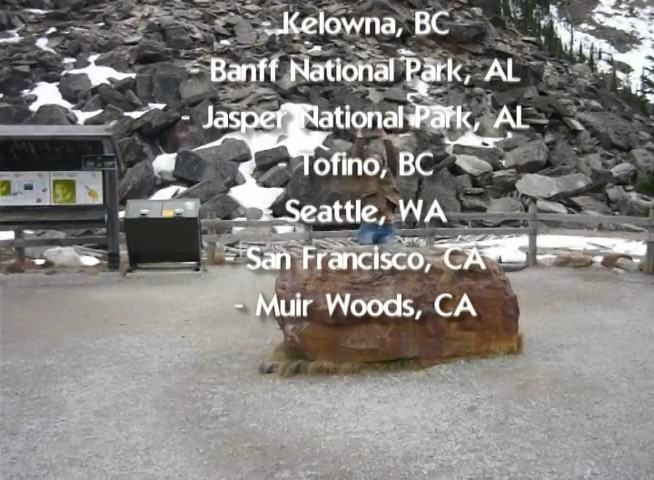 - Kelowna, BC
- Banff National Park, AL
- Jasper National Park, AL
- Tofino, BC
- Seattle, WA
- San Francisco, CA
- Muir Woods, CA